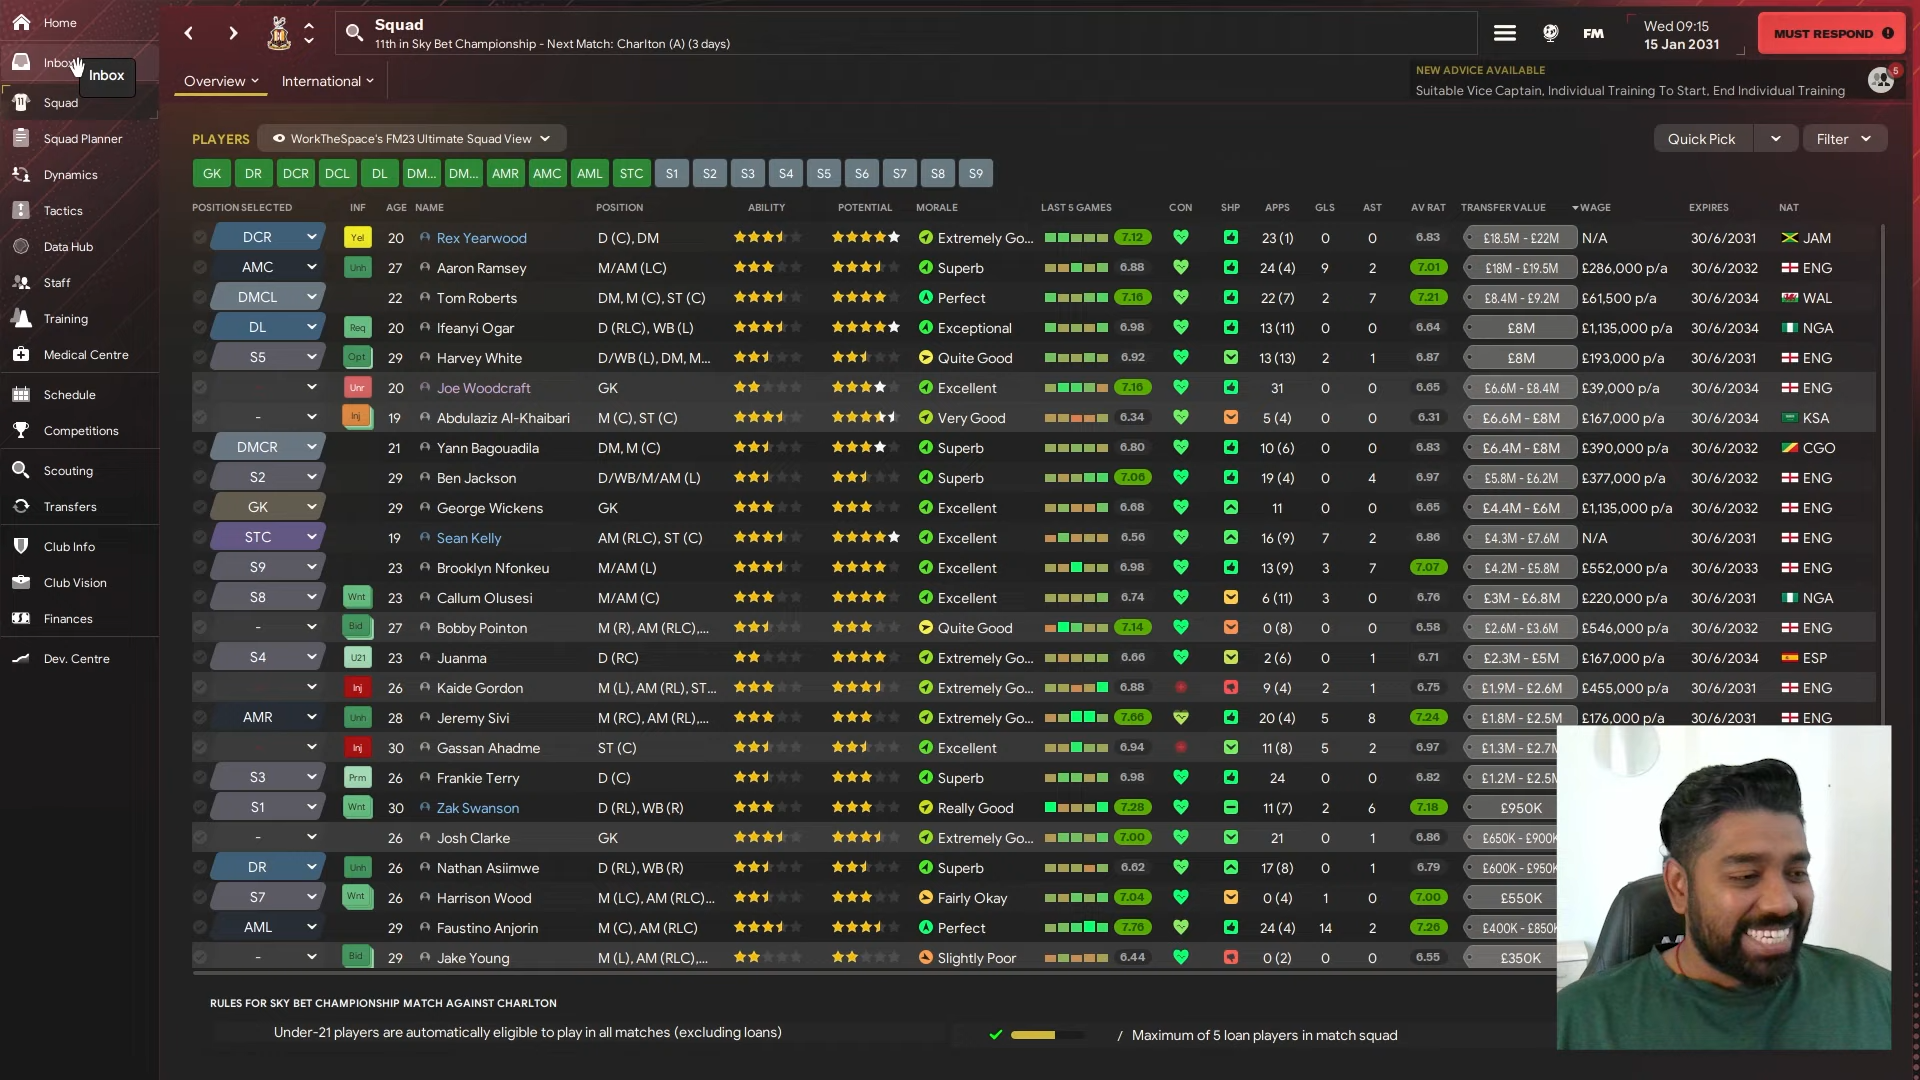 Home
Inbox
Inbox
Squad
Squad Planner
Dynamics
Tactics
Data Hub
Staff
Training
Medical Centre
Schedule
Competitions
Scouting
Transfers
Club Info
Club Vision
Finances
Dev. Centre
Squad
11th in Sky Bet Championship - Next Match: Charlton (A) (3 days)
FM
Wed 09:15
15 Jan 2031
MUST RESPOND
Overview
International
NEW ADVICE AVAILABLE
Suitable Vice Captain, Individual Training To Start, End Individual Training
5
PLAYERS
WorkTheSpace's FM23 Ultimate Squad View
Quick Pick
Filter
GK DR DCR DCL DL DM... DM... AMR AMC AML STC S1 S2 S3 S4 S5 S6 S7 S8 S9
POSITION SELECTED INF AGE NAME POSITION ABILITY POTENTIAL MORALE LAST 5 GAMES CON SHP APPS GLS AST AV RAT TRANSFER VALUE WAGE EXPIRES NAT
DCR Yel 20 Rex Yearwood D (C), DM Extremely Go... 7.12 23 (1) 0 0 6.83 £18.5M - £22M N/A 30/6/2031 JAM
AMC Unh 27 Aaron Ramsey M/AM (LC) Superb 6.88 24 (4) 9 2 7.01 £18M - £19.5M £286,000 p/a 30/6/2032 ENG
DMCL 22 Tom Roberts DM, M (C), ST (C) Perfect 7.16 22 (7) 2 7 7.21 £8.4M - £9.2M £61,500 p/a 30/6/2034 WAL
DL Req 20 Ifeanyi Ogar D (RLC), WB (L) Exceptional 6.98 13 (11) 0 0 6.64 £8M £1,135,000 p/a 30/6/2034 NGA
S5 Opt 29 Harvey White D/WB (L), DM, M... Quite Good 6.92 13 (13) 2 1 6.87 £8M £193,000 p/a 30/6/2031 ENG
Unr 20 Joe Woodcraft GK Excellent 7.16 31 0 0 6.65 £6.6M - £8.4M £39,000 p/a 30/6/2034 ENG
- Inj 19 Abdulaziz Al-Khaibari M (C), ST (C) Very Good 6.34 5 (4) 0 0 6.31 £6.6M - £8M £167,000 p/a 30/6/2034 KSA
DMCR 21 Yann Bagouadila DM, M (C) Superb 6.80 10 (6) 0 0 6.83 £6.4M - £8M £390,000 p/a 30/6/2032 CGO
S2 29 Ben Jackson D/WB/M/AM (L) Superb 7.06 19 (4) 0 4 6.97 £5.8M - £6.2M £377,000 p/a 30/6/2032 ENG
GK 29 George Wickens GK Excellent 6.68 11 0 0 6.65 £4.4M - £6M £1,135,000 p/a 30/6/2032 ENG
STC 19 Sean Kelly AM (RLC), ST (C) Excellent 6.56 16 (9) 7 2 6.86 £4.3M - £7.6M N/A 30/6/2031 ENG
S9 23 Brooklyn Nfonkeu M/AM (L) Excellent 6.98 13 (9) 3 7 7.07 £4.2M - £5.8M £552,000 p/a 30/6/2033 ENG
S8 Wnt 23 Callum Olusesi M/AM (C) Excellent 6.74 6 (11) 3 0 6.76 £3M - £6.8M £220,000 p/a 30/6/2031 NGA
- Bid 27 Bobby Pointon M (R), AM (RLC),... Quite Good 7.14 0 (8) 0 0 6.58 £2.6M - £3.6M £546,000 p/a 30/6/2032 ENG
S4 U21 23 Juanma D (RC) Extremely Go... 6.66 2 (6) 0 1 6.71 £2.3M - £5M £167,000 p/a 30/6/2034 ESP
Inj 26 Kaide Gordon M (L), AM (RL), ST... Extremely Go... 6.88 9 (4) 2 1 6.75 £1.9M - £2.6M £455,000 p/a 30/6/2031 ENG
AMR Unh 28 Jeremy Sivi M (RC), AM (RL),... Extremely Go... 7.66 20 (4) 5 8 7.24 £1.8M - £2.5M £176,000 p/a 30/6/2031 ENG
Inj 30 Gassan Ahadme ST (C) Excellent 6.94 11 (8) 5 2 6.97 £1.3M - £2.7M
S3 Prm 26 Frankie Terry D (C) Superb 6.98 24 0 0 6.82 £1.2M - £2.5M
S1 Wnt 30 Zak Swanson D (RL), WB (R) Really Good 7.28 11 (7) 2 6 7.18 £950K
- 26 Josh Clarke GK Extremely Go... 7.00 21 0 1 6.86 £650K - £900K
DR Unh 26 Nathan Asiimwe D (RL), WB (R) Superb 6.62 17 (8) 0 1 6.79 £600K - £950K
S7 Wnt 26 Harrison Wood M (LC), AM (RLC)... Fairly Okay 7.04 0 (4) 1 0 7.00 £550K
AML 29 Faustino Anjorin M (C), AM (RLC) Perfect 7.76 24 (4) 14 2 7.26 £400K - £850K
- Bid 29 Jake Young M (L), AM (RLC),... Slightly Poor 6.44 0 (2) 0 0 6.55 £350K
RULES FOR SKY BET CHAMPIONSHIP MATCH AGAINST CHARLTON
Under-21 players are automatically eligible to play in all matches (excluding loans)
/ Maximum of 5 loan players in match squad